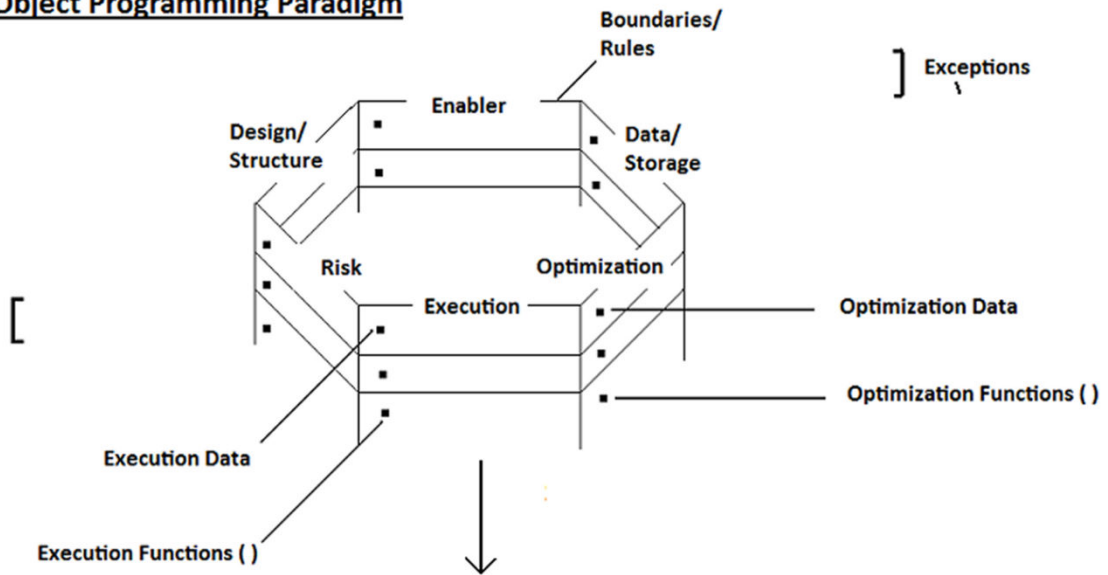 Object Programming Paradigm
Boundaries/
Rules
Exceptions
Enabler
Design/
Structure
Data/
Storage
Risk
Optimization
Execution
Optimization Data
Optimization Functions ( )
Execution Data
Execution Functions ( )